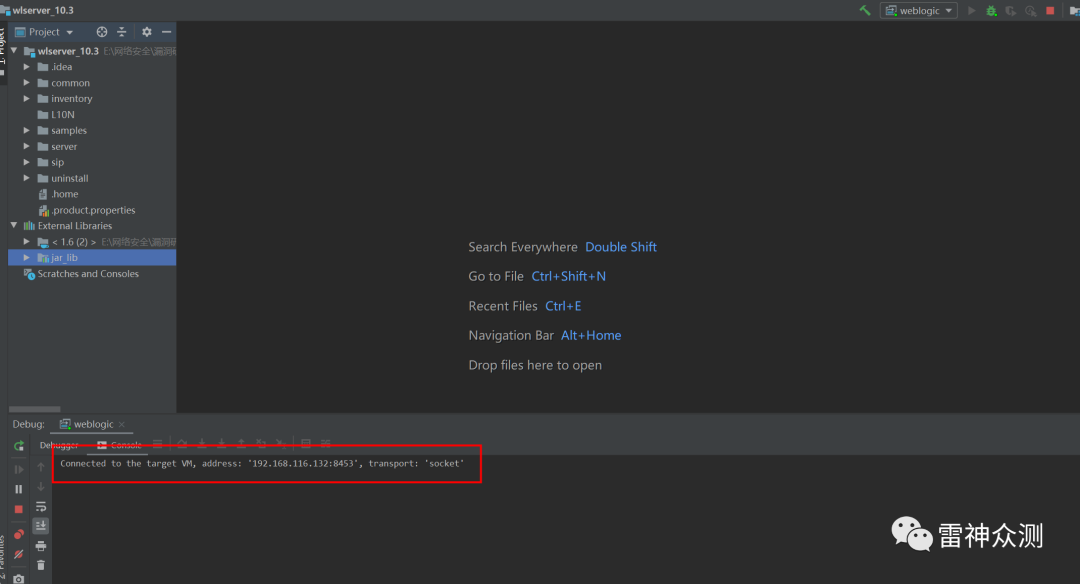 wlserver_10.3
weblogic
1: Project
Project
wlserver_10.3 E:\网络安全\漏洞研
.idea
common
inventory
L10N
samples
server
sip
uninstall
.home
.product.properties
External Libraries
< 1.6 (2) > E:\网络安全\漏洞研
jar_lib
Scratches and Consoles
Search Everywhere Double Shift
Go to File Ctrl+Shift+N
Recent Files Ctrl+E
Navigation Bar Alt+Home
Drop files here to open
Debug: weblogic
Debugger Console
Connected to the target VM, address: '192.168.116.132:8453', transport: 'socket'
2: Favorites
雷神众测